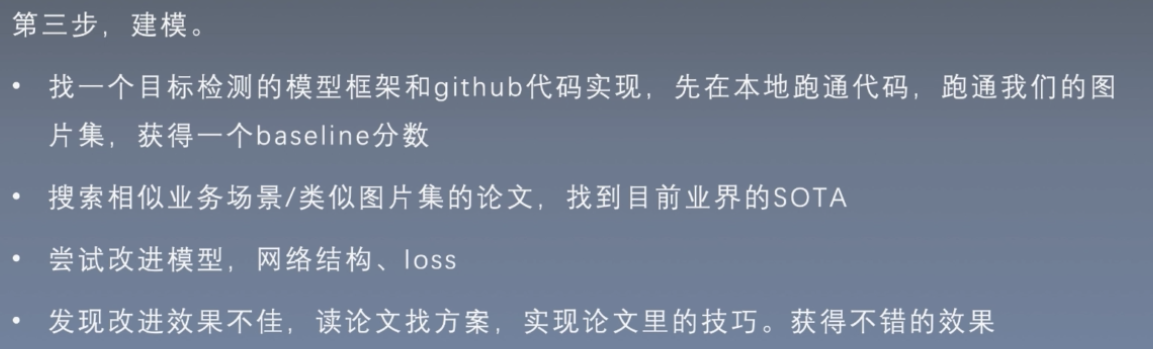 第三步，建模。
• 找一个目标检测的模型框架和github代码实现，先在本地跑通代码，跑通我们的图
片集，获得一个baseline分数
• 搜索相似业务场景/类似图片集的论文，找到目前业界的SOTA
• 尝试改进模型，网络结构、loss
• 发现改进效果不佳，读论文找方案，实现论文里的技巧。获得不错的效果